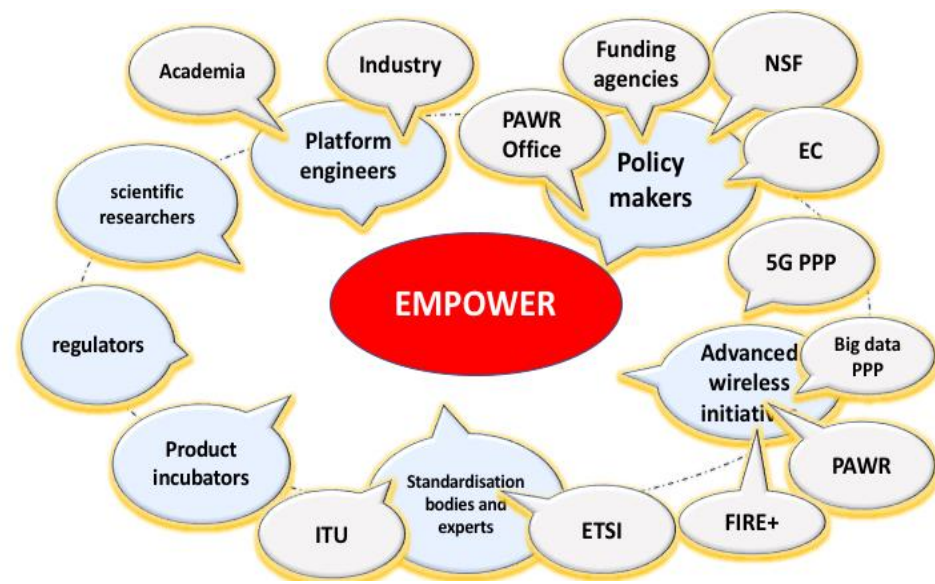 Academia
Industry
Funding
agencies
NSF
Platform
engineers
PAWR
Office
Policy
makers
EC
scientific
researchers
5G PPP
EMPOWER
regulators
Advanced
wireless
initiativ
Big data
PPP
Product
incubators
Standardisation
bodies and
experts
PAWR
ITU
ETSI
FIRE+